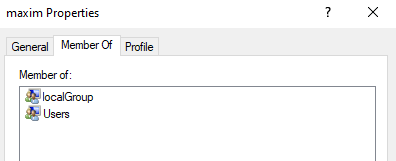 maxim Properties
?
General
Member Of
Profile
Member of:
localGroup
Users